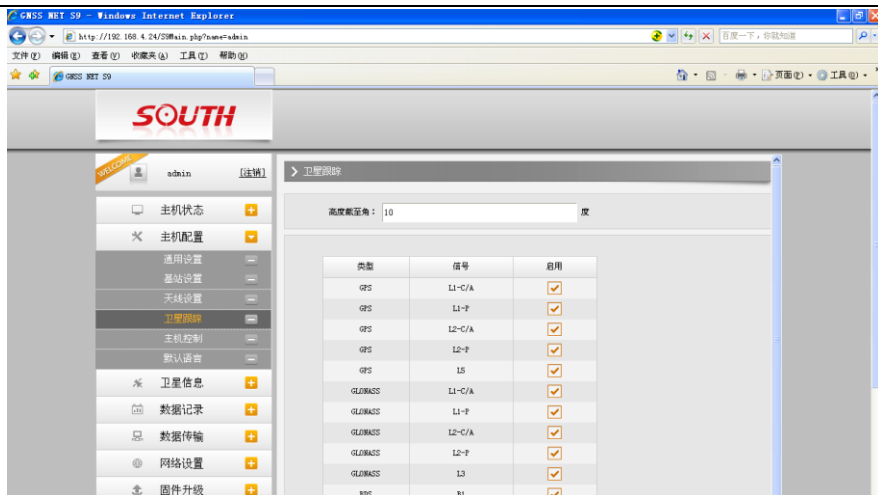 GNSS NET S9 - Windows Internet Explorer
http://192.168.4.24/S9Main.php?name=admin
百度一下，你就知道
文件(F) 编辑(E) 查看(V) 收藏夹(A) 工具(T) 帮助(H)
GNSS NET S9
页面(P) 工具(O)
SOUTH
WELCOME
admin
[注销]
卫星跟踪
主机状态
高度截至角： 10 度
主机配置
通用设置
基站设置
天线设置
卫星跟踪
主机控制
默认语言
卫星信息
数据记录
数据传输
网络设置
固件升级
类型 信号 启用
GPS L1-C/A
GPS L1-P
GPS L2-C/A
GPS L2-P
GPS L5
GLONASS L1-C/A
GLONASS L1-P
GLONASS L2-C/A
GLONASS L2-P
GLONASS L3
BDS B1